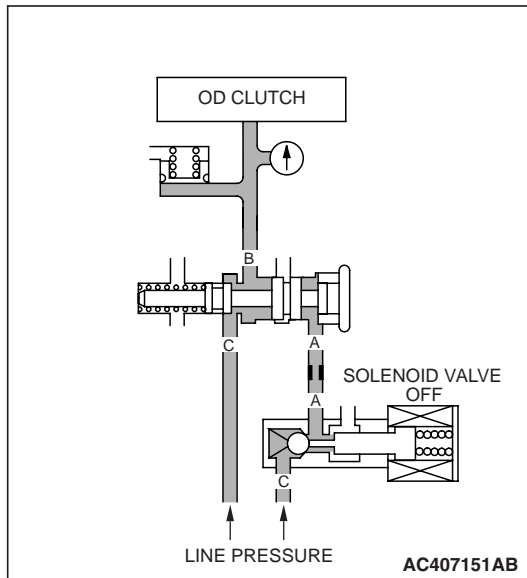 OD CLUTCH
B
C
A
SOLENOID VALVE
OFF
A
C
LINE PRESSURE
AC407151AB